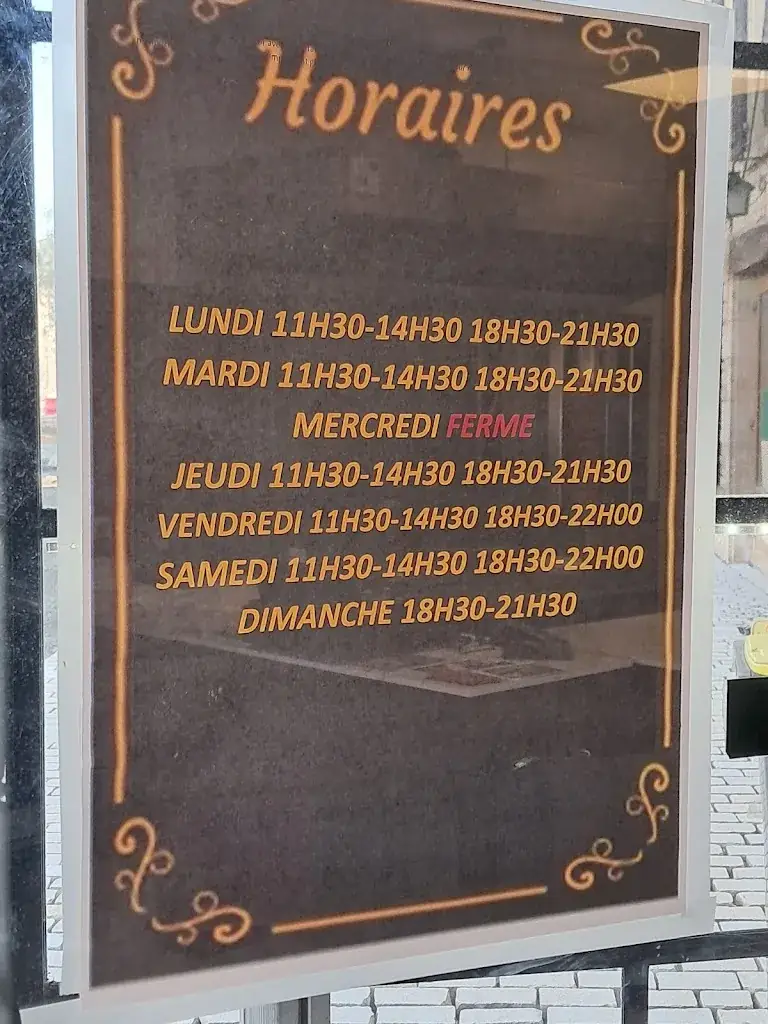 Horaires
LUNDI 11H30-14H30 18H30-21H30
MARDI 11H30-14H30 18H30-21H30
MERCREDI FERME
JEUDI 11H30-14H30 18H30-21H30
VENDREDI 11H30-14H30 18H30-22H00
SAMEDI 11H30-14H30 18H30-22H00
DIMANCHE 18H30-21H30